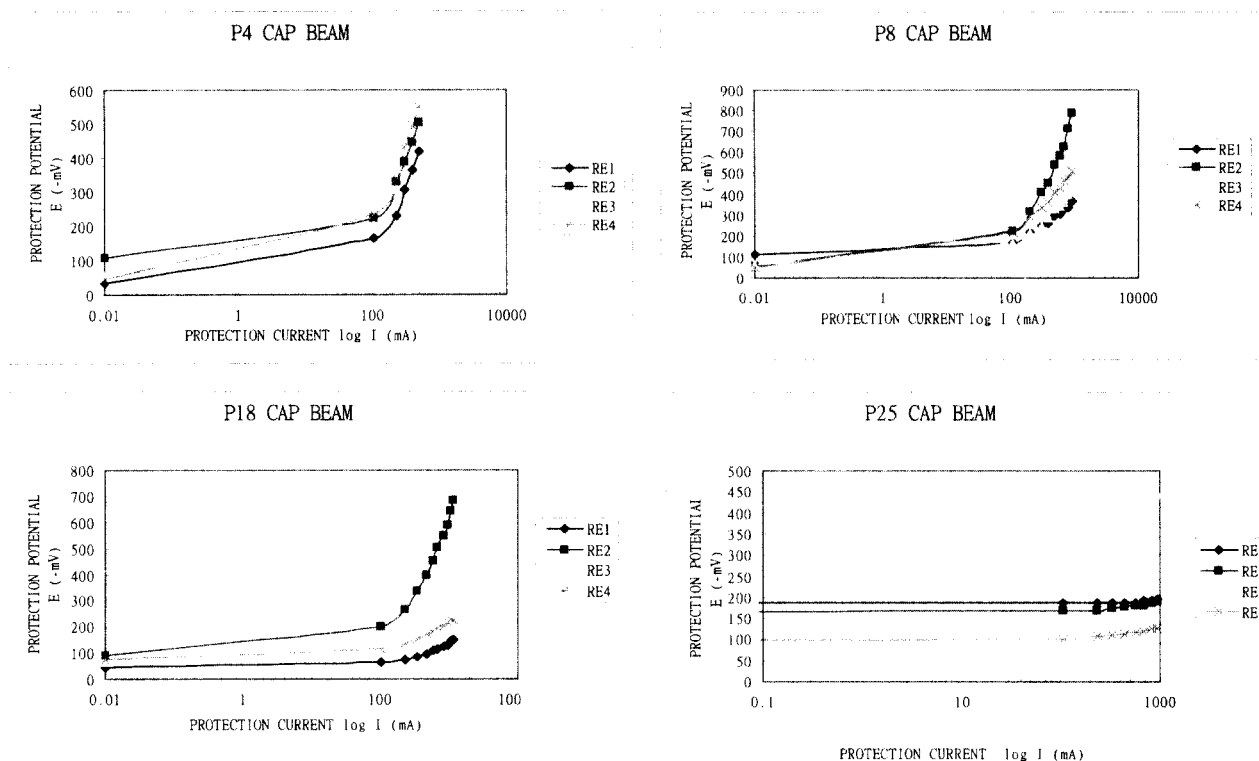 P4 CAP BEAM
PROTECTION POTENTIAL
E (-mV)
600
500
400
300
200
100
0
0.01
1
100
10000
PROTECTION CURRENT log I (mA)
RE1
RE2
RE3
RE4
P8 CAP BEAM
PROTECTION POTENTIAL
E (-mV)
900
800
700
600
500
400
300
200
100
0
0.01
1
100
10000
PROTECTION CURRENT log I (mA)
RE1
RE2
RE3
RE4
P18 CAP BEAM
PROTECTION POTENTIAL
E (-mV)
800
700
600
500
400
300
200
100
0
0.01
1
100
100
PROTECTION CURRENT log I (mA)
RE1
RE2
RE3
RE4
P25 CAP BEAM
PROTECTION POTENTIAl
E (-mV)
500
450
400
350
300
250
200
150
100
50
0
0.1
10
1000
PROTECTION CURRENT log I (mA)
RE
RE
RE
RE